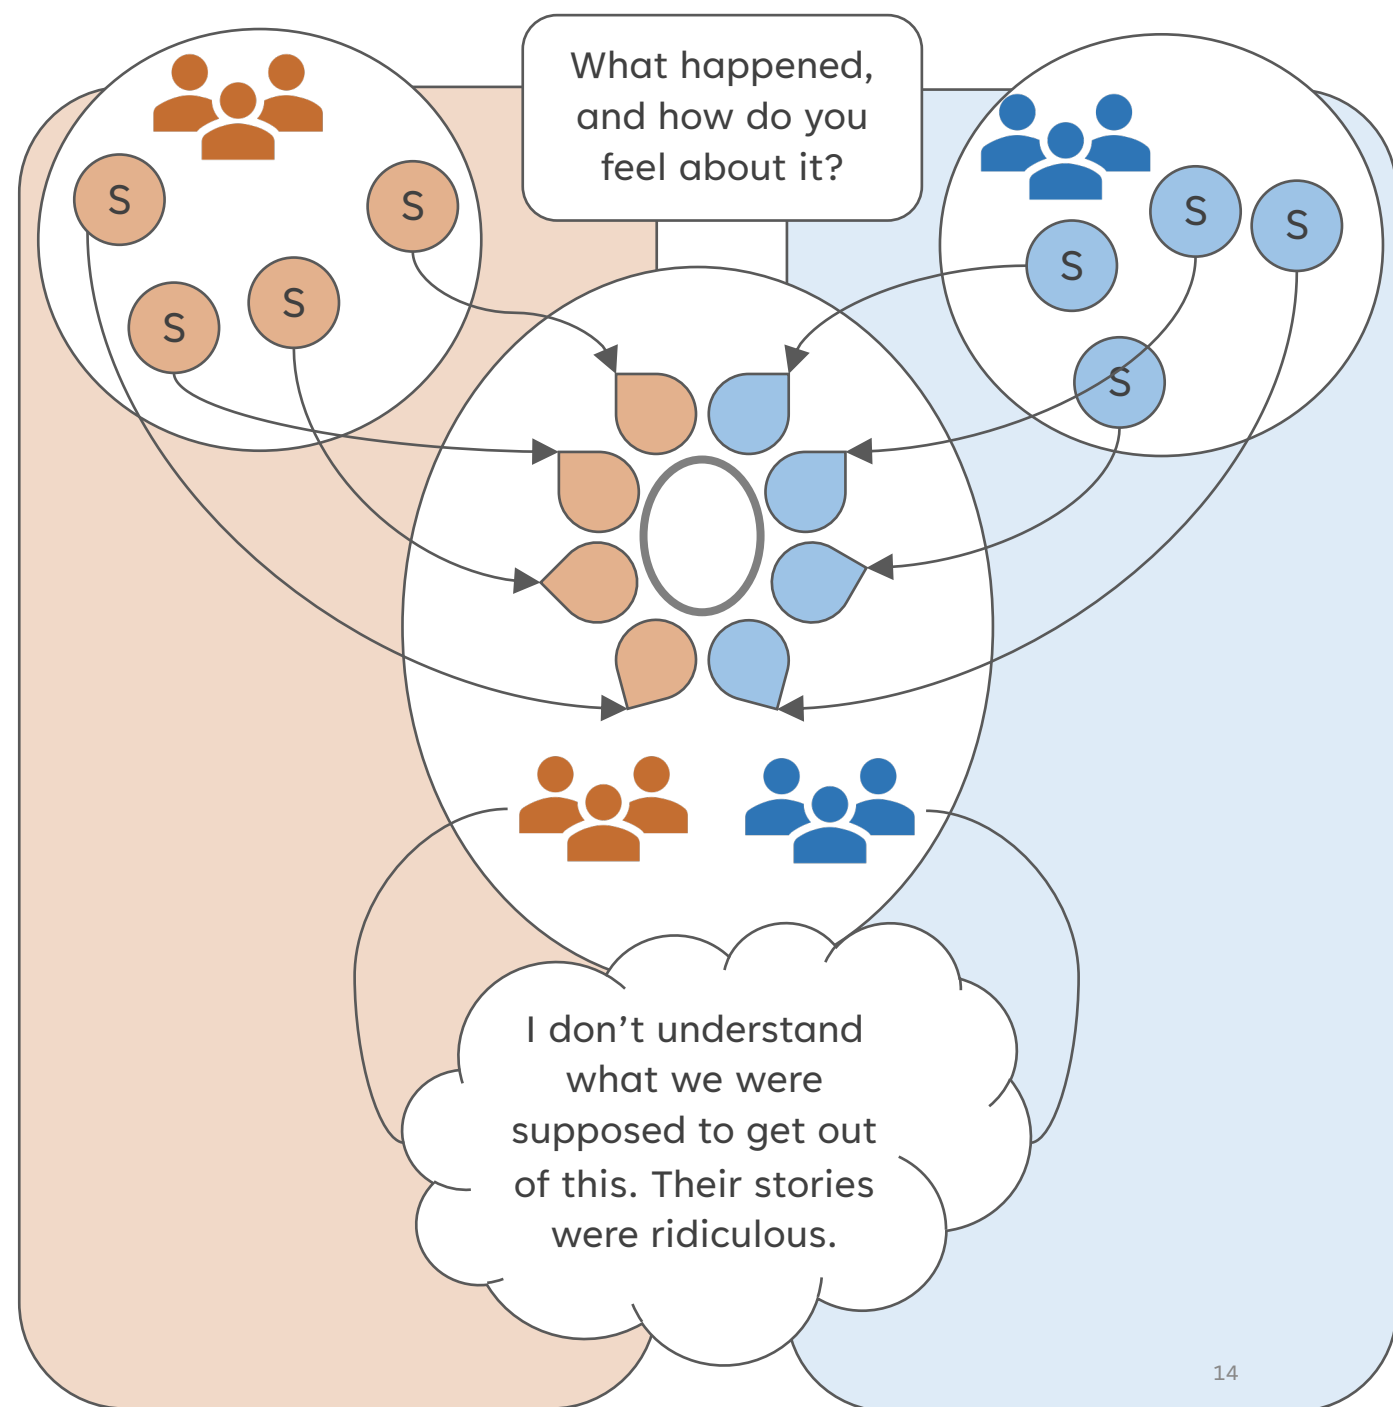 What happened,
and how do you
feel about it?
S
S
S
S
S
S
S
S
I don’t understand
what we were
supposed to get out
of this. Their stories
were ridiculous.
14